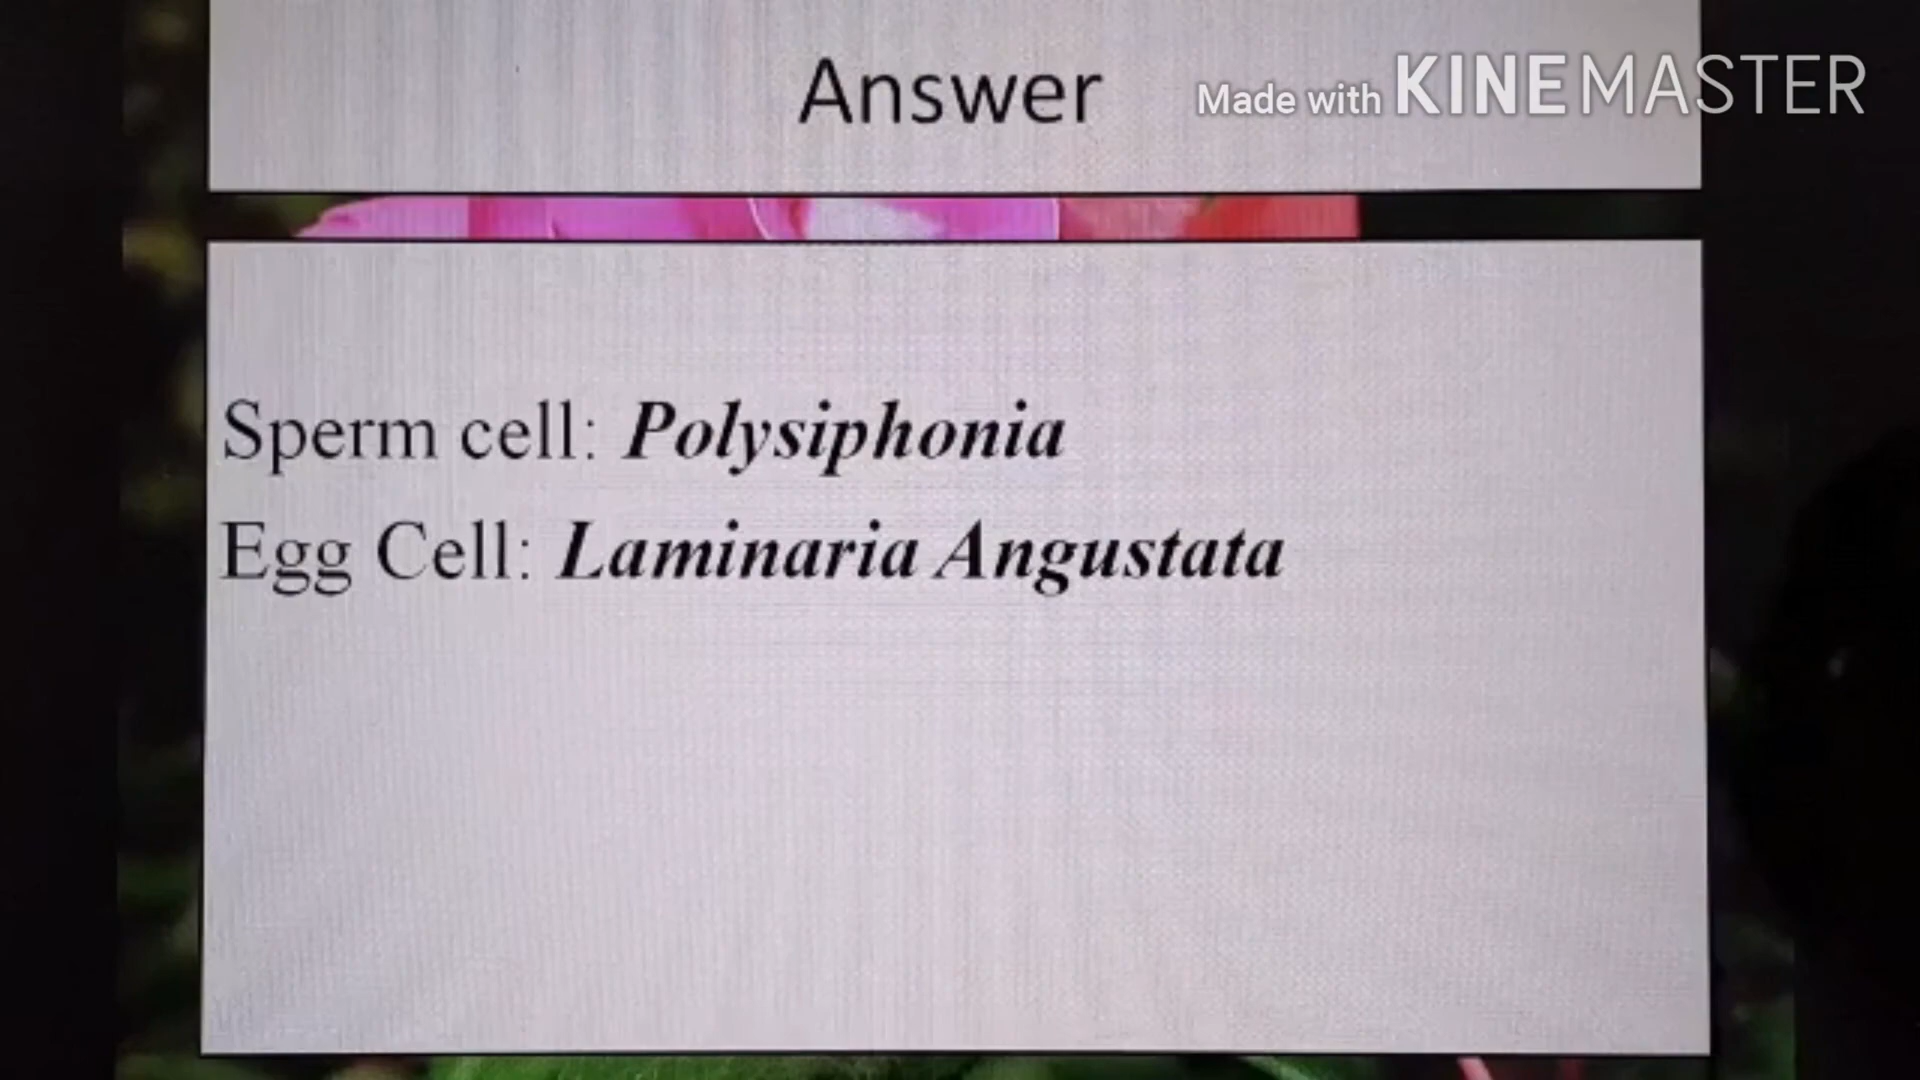 Answer
Made with KINEMASTER
Sperm cell: Polysiphonia
Egg Cell: Laminaria Angustata